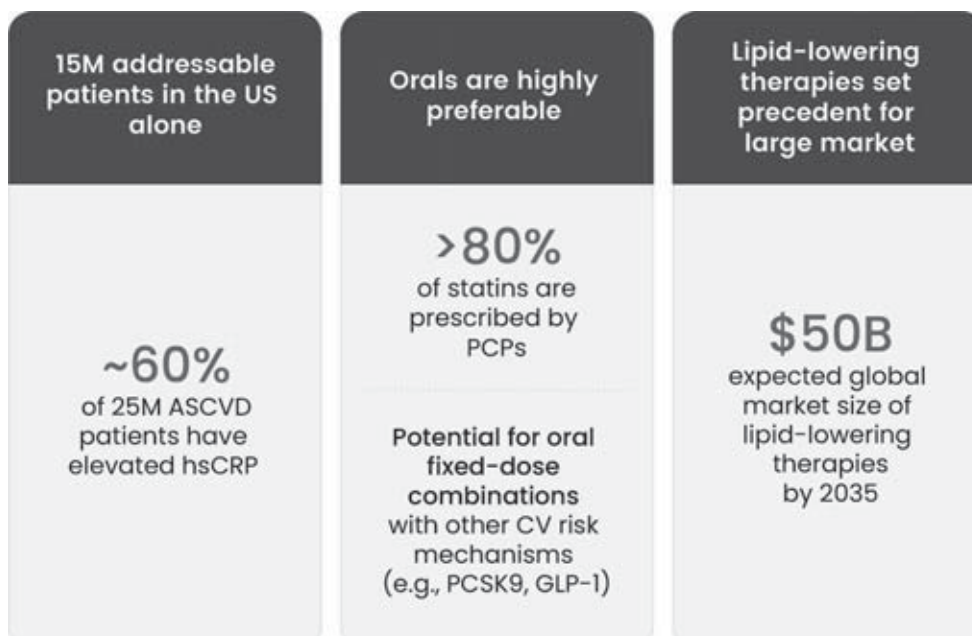 15M addressable
patients in the US
alone
~60%
of 25M ASCVD
patients have
elevated hsCRP
Orals are highly
preferable
>80%
of statins are
prescribed by
PCPs
Potential for oral
fixed-dose
combinations
with other CV risk
mechanisms
(e.g., PCSK9, GLP-1)
Lipid-lowering
therapies set
precedent for
large market
$50B
expected global
market size of
lipid-lowering
therapies
by 2035